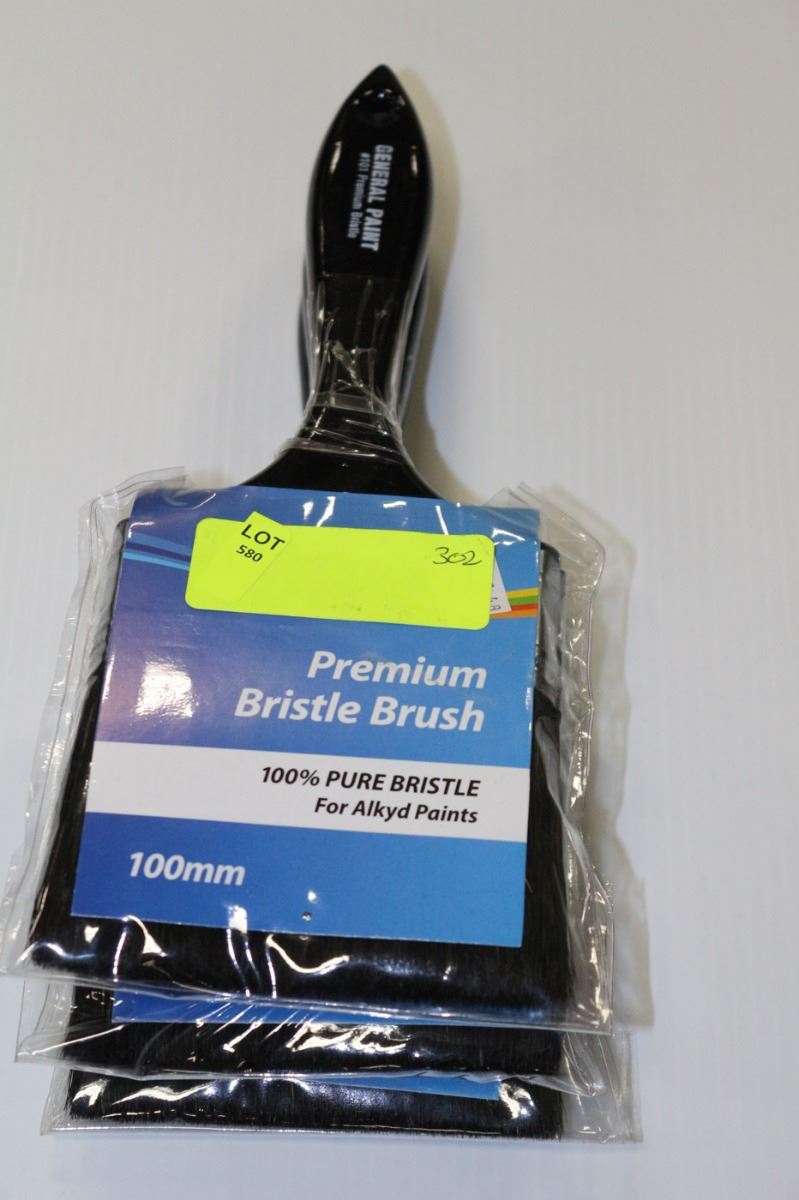 GENERAL PAINT
#101 Premium Bristle
LOT
580
302
Premium
Bristle Brush
100% PURE BRISTLE
For Alkyd Paints
100mm